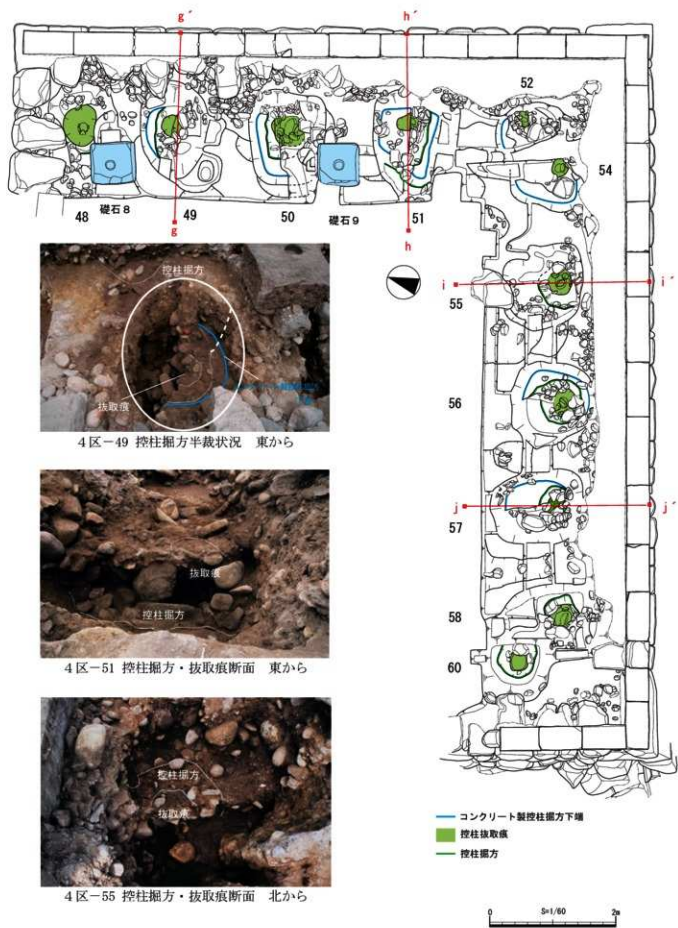 g´
h´
52
54
48
礎石8
49
50
礎石9
51
g
h
i
i´
55
56
j
j´
57
58
60
控柱掘方
抜取痕
4区-49 控柱掘方半裁状況 東から
抜取痕
控柱掘方
4区-51 控柱掘方・抜取痕断面 東から
控柱掘方
抜取痕
4区-55 控柱掘方・抜取痕断面 北から
コンクリート製控柱掘方下端
控柱抜取痕
控柱掘方
0 S=1/60 2m